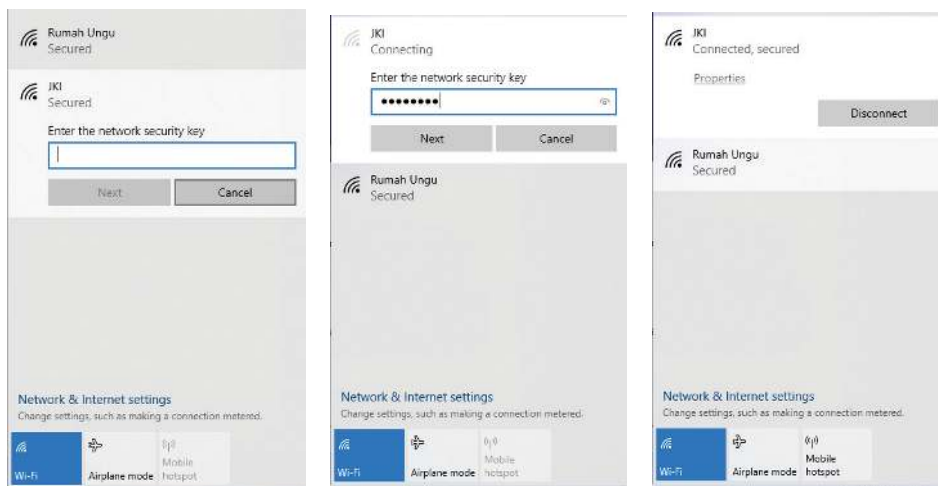 Rumah Ungu
Secured
JKI
Secured
Enter the network security key
Next
Cancel
Network & Internet settings
Change settings, such as making a connection metered.
Wi-Fi
Airplane mode
Mobile
hotspot
JKI
Connecting
Enter the network security key
••••••••
Next
Cancel
Rumah Ungu
Secured
Network & Internet settings
Change settings, such as making a connection metered.
Wi-Fi
Airplane mode
Mobile
hotspot
JKI
Connected, secured
Properties
Disconnect
Rumah Ungu
Secured
Network & Internet settings
Change settings, such as making a connection metered.
Wi-Fi
Airplane mode
Mobile
hotspot